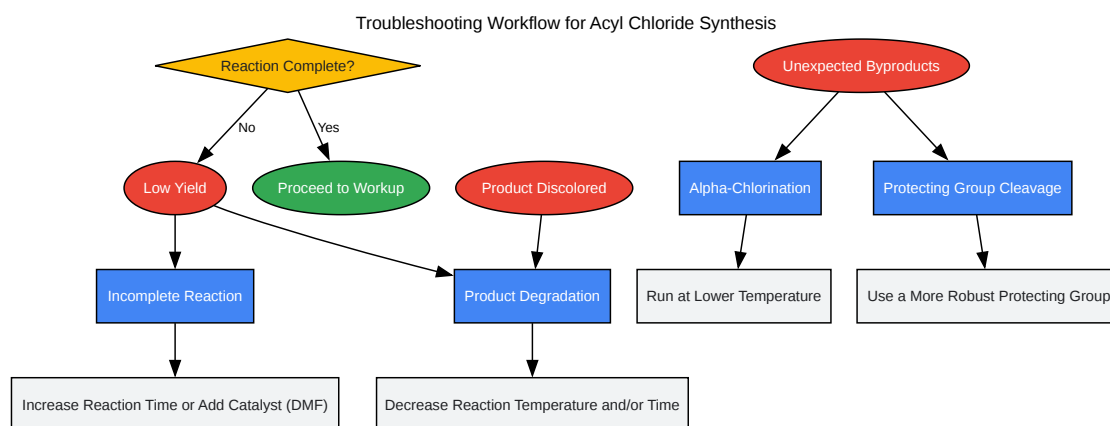 Troubleshooting Workflow for Acyl Chloride Synthesis
Reaction Complete?
Unexpected Byproducts
No
Yes
Low Yield
Proceed to Workup
Product Discolored
Alpha-Chlorination
Protecting Group Cleavage
Incomplete Reaction
Product Degradation
Run at Lower Temperature
Use a More Robust Protecting Group
Increase Reaction Time or Add Catalyst (DMF)
Decrease Reaction Temperature and/or Time